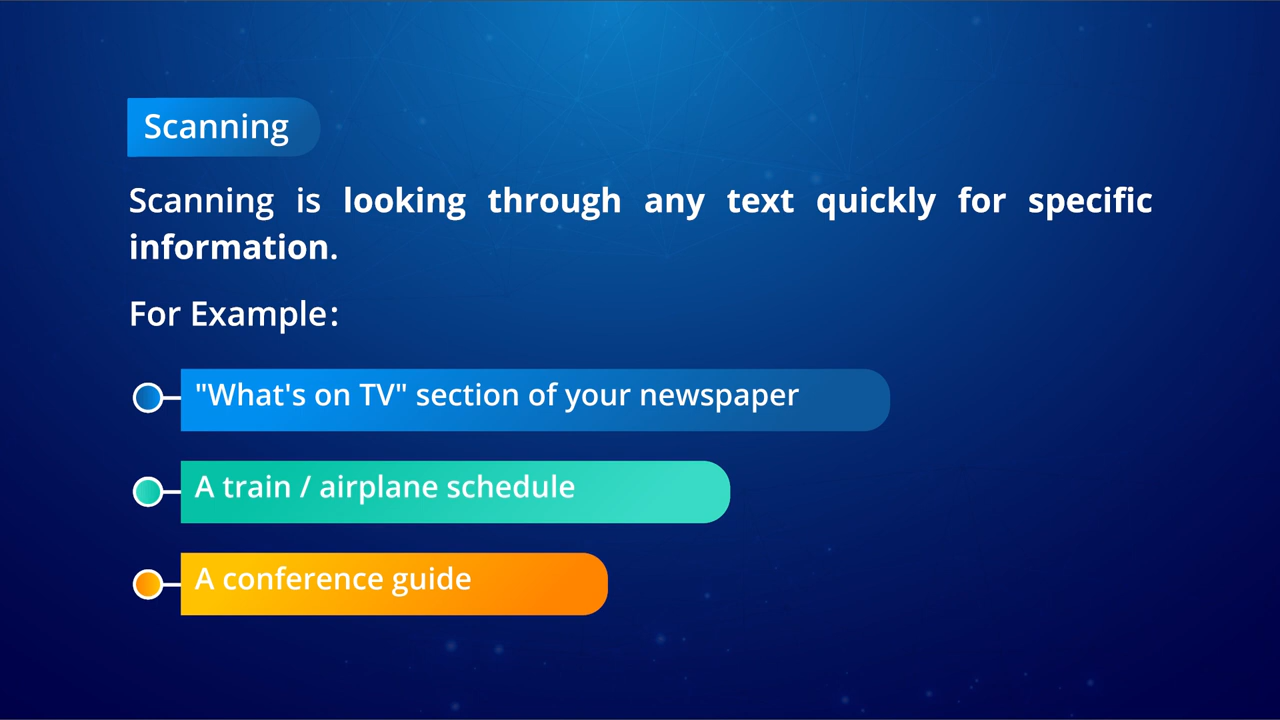 Scanning
Scanning is looking through any text quickly for specific
information.
For Example:
"What's on TV" section of your newspaper
A train / airplane schedule
A conference guide